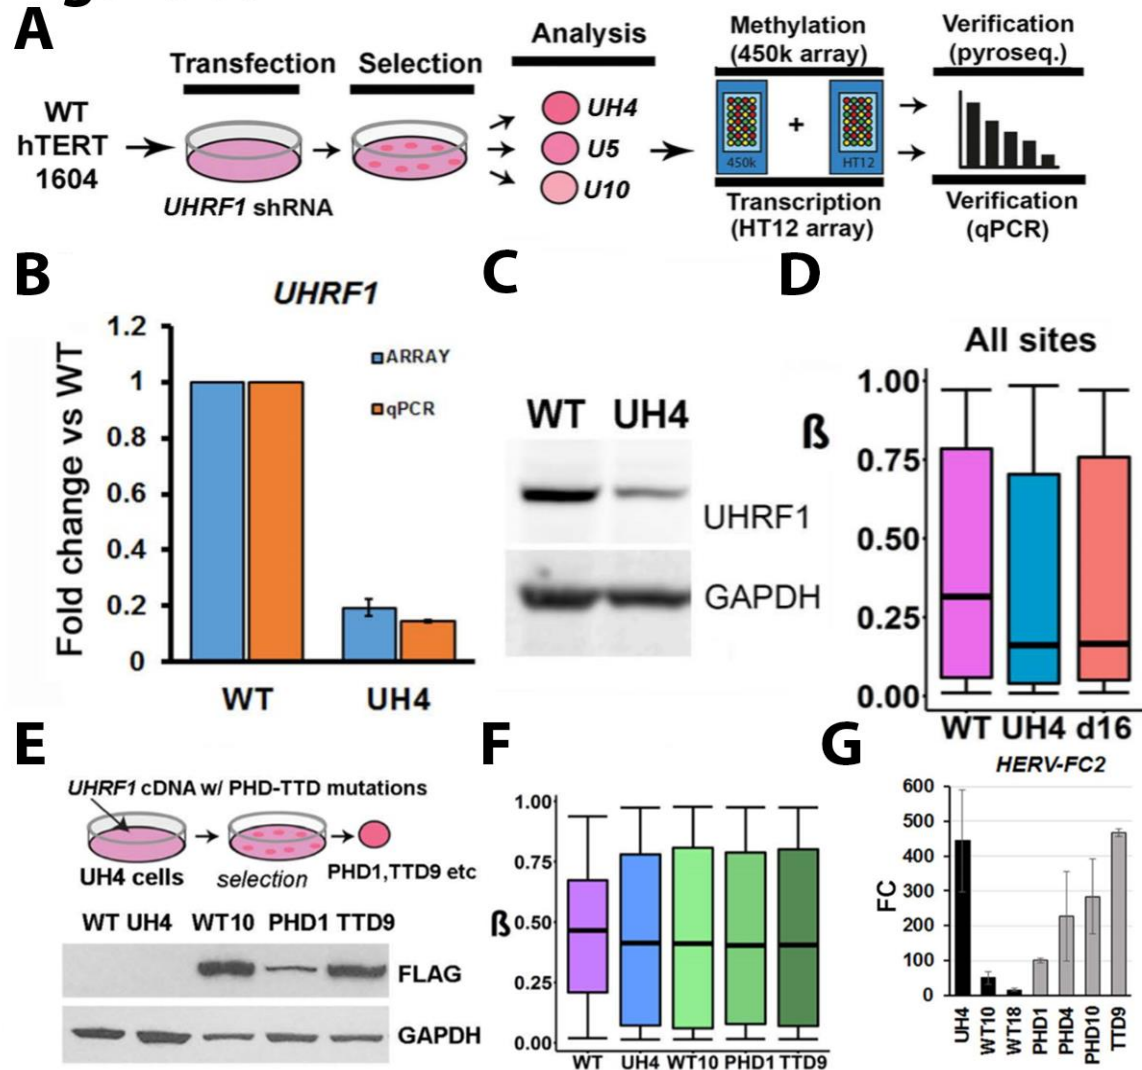 A
Transfection
Selection
Analysis
Methylation
(450k array)
Verification
(pyroseq.)
WT
hTERT
1604
UHRF1 shRNA
UH4
U5
U10
+
450k
HT12
Transcription
(HT12 array)
Verification
(qPCR)
B
UHRF1
Fold change vs WT
1.2
1
0.8
0.6
0.4
0.2
0
ARRAY
qPCR
WT
UH4
C
WT UH4
UHRF1
GAPDH
D
All sites
ß
1.00
0.75
0.50
0.25
0.00
WT UH4 d16
E
UHRF1 cDNA w/ PHD-TTD mutations
UH4 cells
selection
PHD1,TTD9 etc
WT UH4 WT10 PHD1 TTD9
FLAG
GAPDH
F
ß
1.00
0.75
0.50
0.25
0.00
WT UH4 WT10 PHD1 TTD9
G
HERV-FC2
FC
600
500
400
300
200
100
0
UH4
WT10
WT18
PHD1
PHD4
PHD10
TTD9